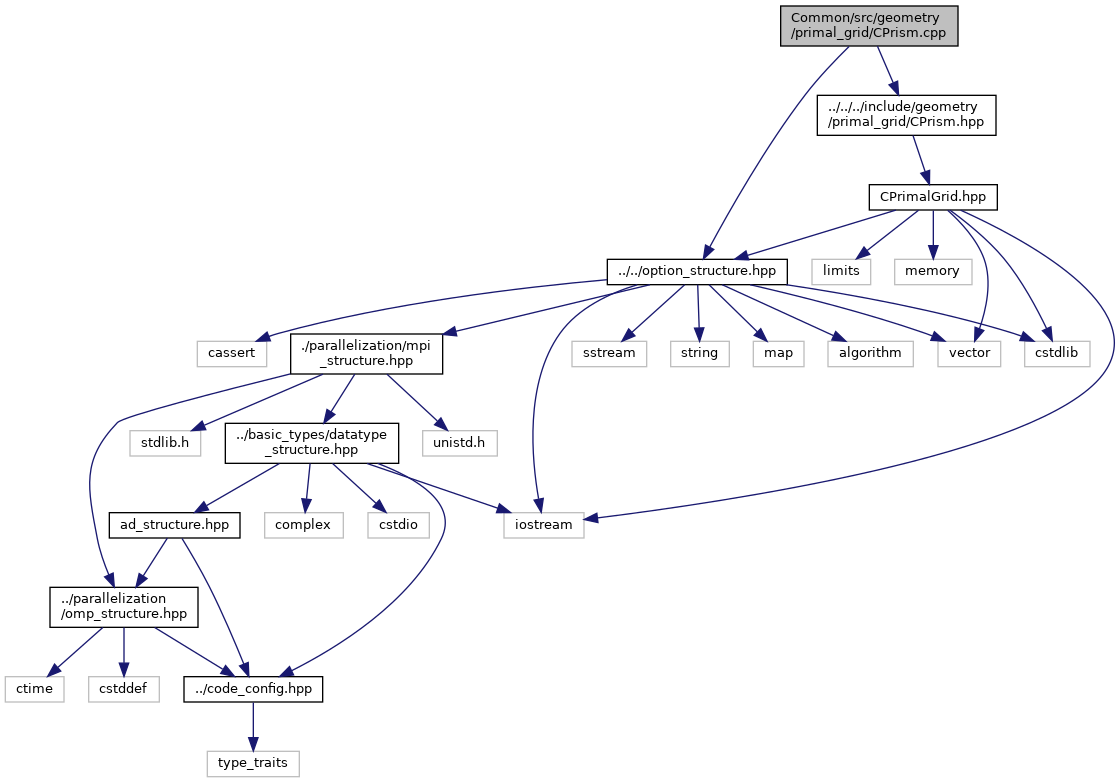 Common/src/geometry
/primal_grid/CPrism.cpp
../../../include/geometry
/primal_grid/CPrism.hpp
CPrimalGrid.hpp
../../option_structure.hpp
limits
memory
cassert
./parallelization/mpi
_structure.hpp
sstream
string
map
algorithm
vector
cstdlib
stdlib.h
../basic_types/datatype
_structure.hpp
unistd.h
ad_structure.hpp
complex
cstdio
iostream
../parallelization
/omp_structure.hpp
ctime
cstddef
../code_config.hpp
type_traits